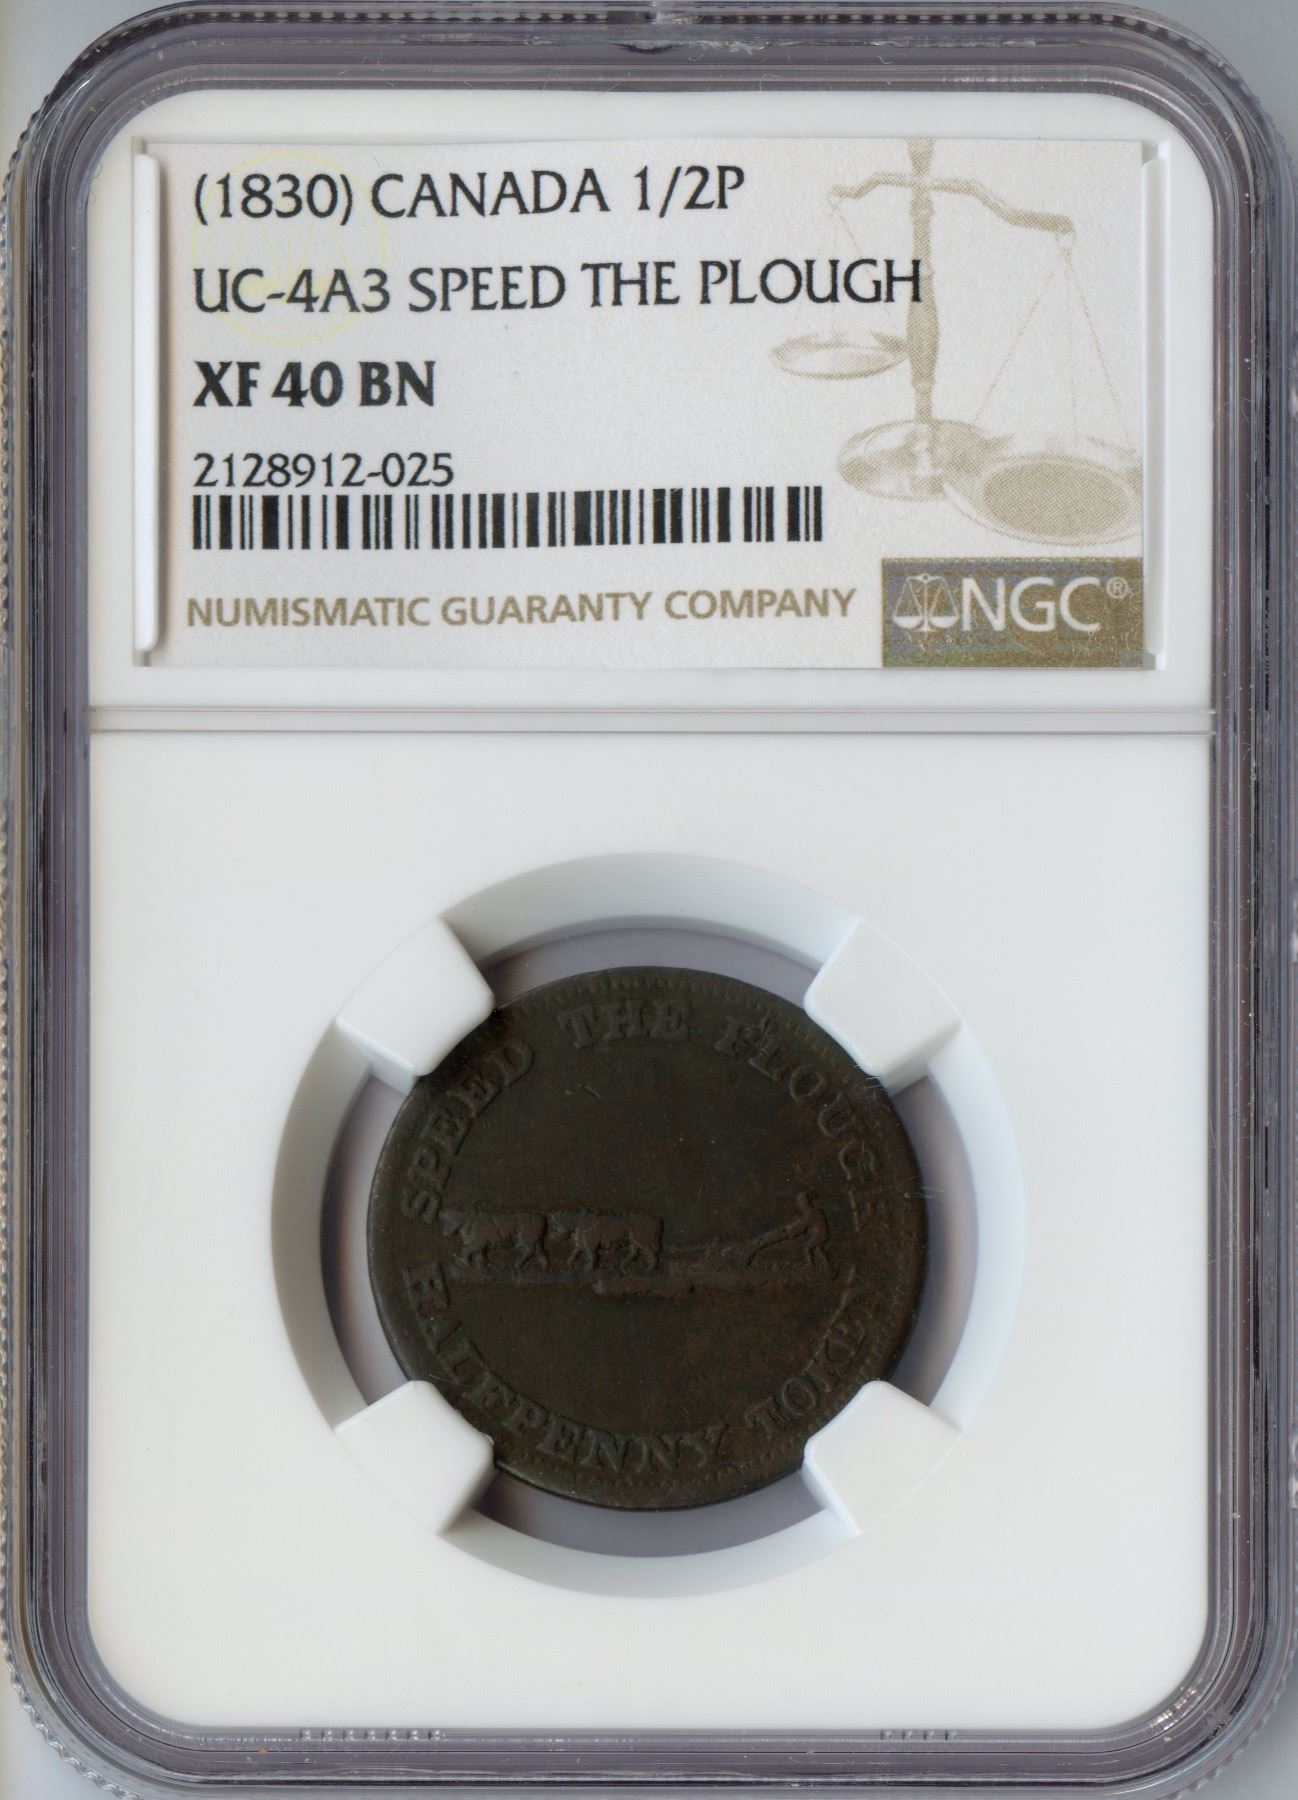 (1830) CANADA 1/2P
UC-4A3 SPEED THE PLOUGH
XF 40 BN
2128912-025
NUMISMATIC GUARANTY COMPANY
NGC®
SPEED THE PLOUGH
HALFPENNY TOKEN